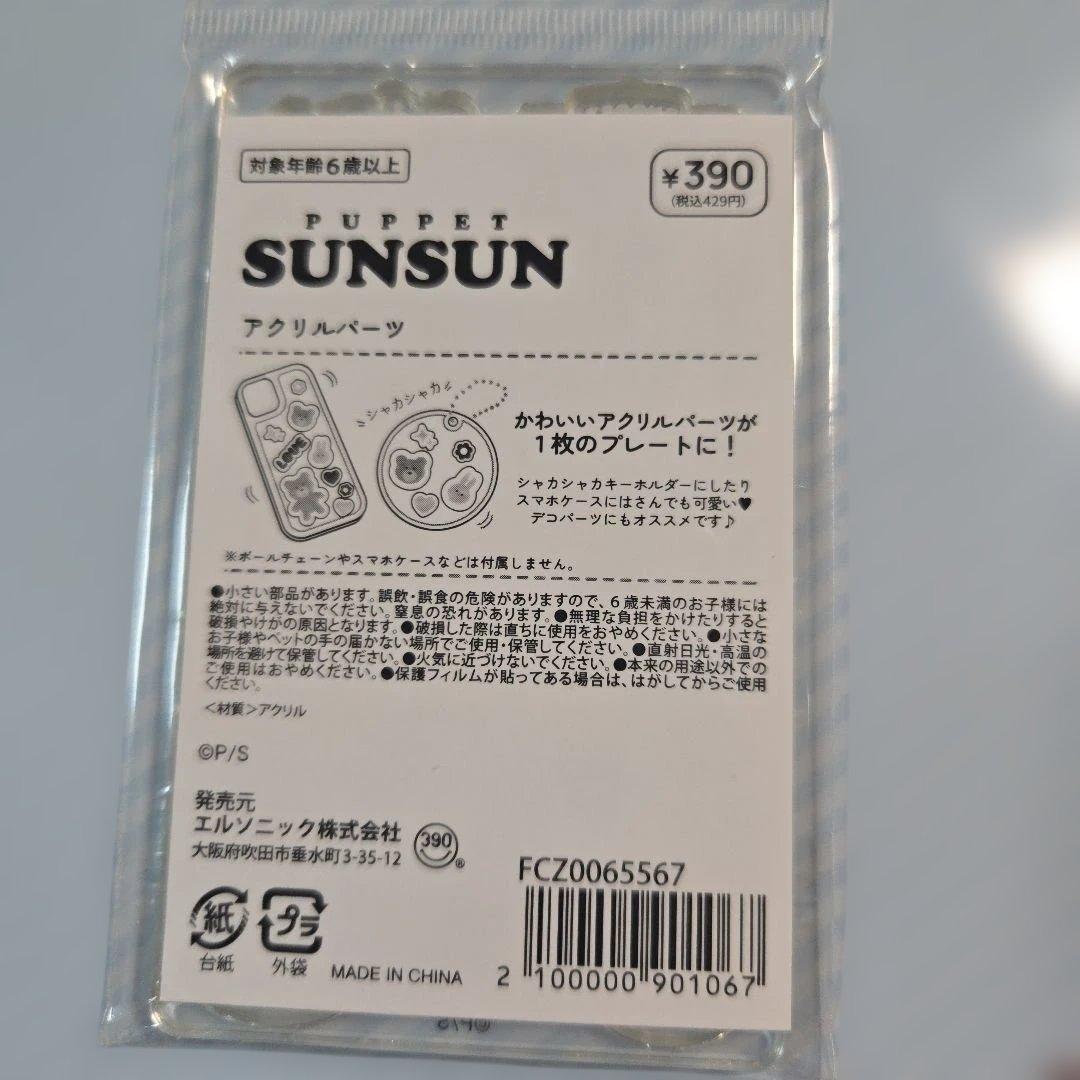 対象年齢6歳以上
¥390
(税込429円)
PUPPET
SUNSUN
アクリルパーツ
シャカシャカ
LOVE
かわいいアクリルパーツが
1枚のプレートに!
シャカシャカキーホルダーにしたり
スマホケースにはさんでも可愛い♥
デコパーツにもオススメです♪
※ボールチェーンやスマホケースなどは付属しません。
●小さい部品があります。誤飲・誤食の危険がありますので、6歳未満のお子様には
絶対に与えないでください。窒息の恐れがあります。●無理な負担をかけたりすると
破損やけがの原因となります。●破損した際は直ちに使用をおやめください。●小さな
お子様やペットの手の届かない場所でご使用・保管してください。●直射日光・高温の
場所を避けて保管してください。●火気に近づけないでください。●本来の用途以外での
ご使用はおやめください。●保護フィルムが貼ってある場合は、はがしてからご使用
ください。
<材質>アクリル
©P/S
発売元
エルソニック株式会社
大阪府吹田市垂水町3-35-12
390
®
FCZ0065567
紙
台紙
プラ
外袋
MADE IN CHINA
2 100000 901067
©P/S